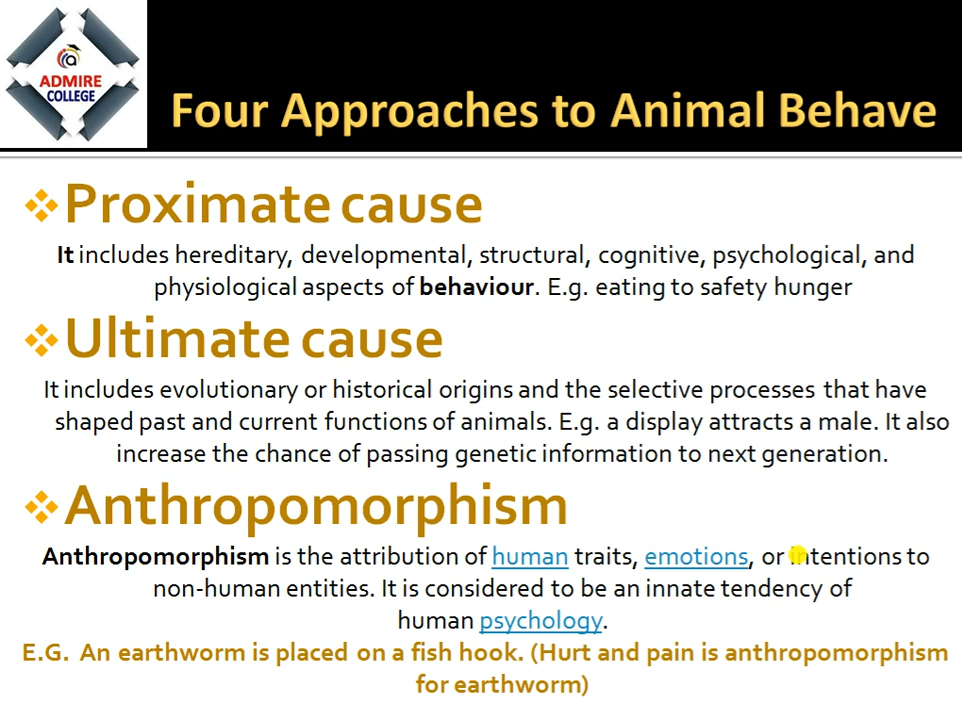 ADMIRE
COLLEGE
Four Approaches to Animal Behave
Proximate cause
It includes hereditary, developmental, structural, cognitive, psychological, and
physiological aspects of behaviour. E.g. eating to safety hunger
Ultimate cause
It includes evolutionary or historical origins and the selective processes that have
shaped past and current functions of animals. E.g. a display attracts a male. It also
increase the chance of passing genetic information to next generation.
Anthropomorphism
Anthropomorphism is the attribution of human traits, emotions, or intentions to
non-human entities. It is considered to be an innate tendency of
human psychology.
E.G. An earthworm is placed on a fish hook. (Hurt and pain is anthropomorphism
for earthworm)